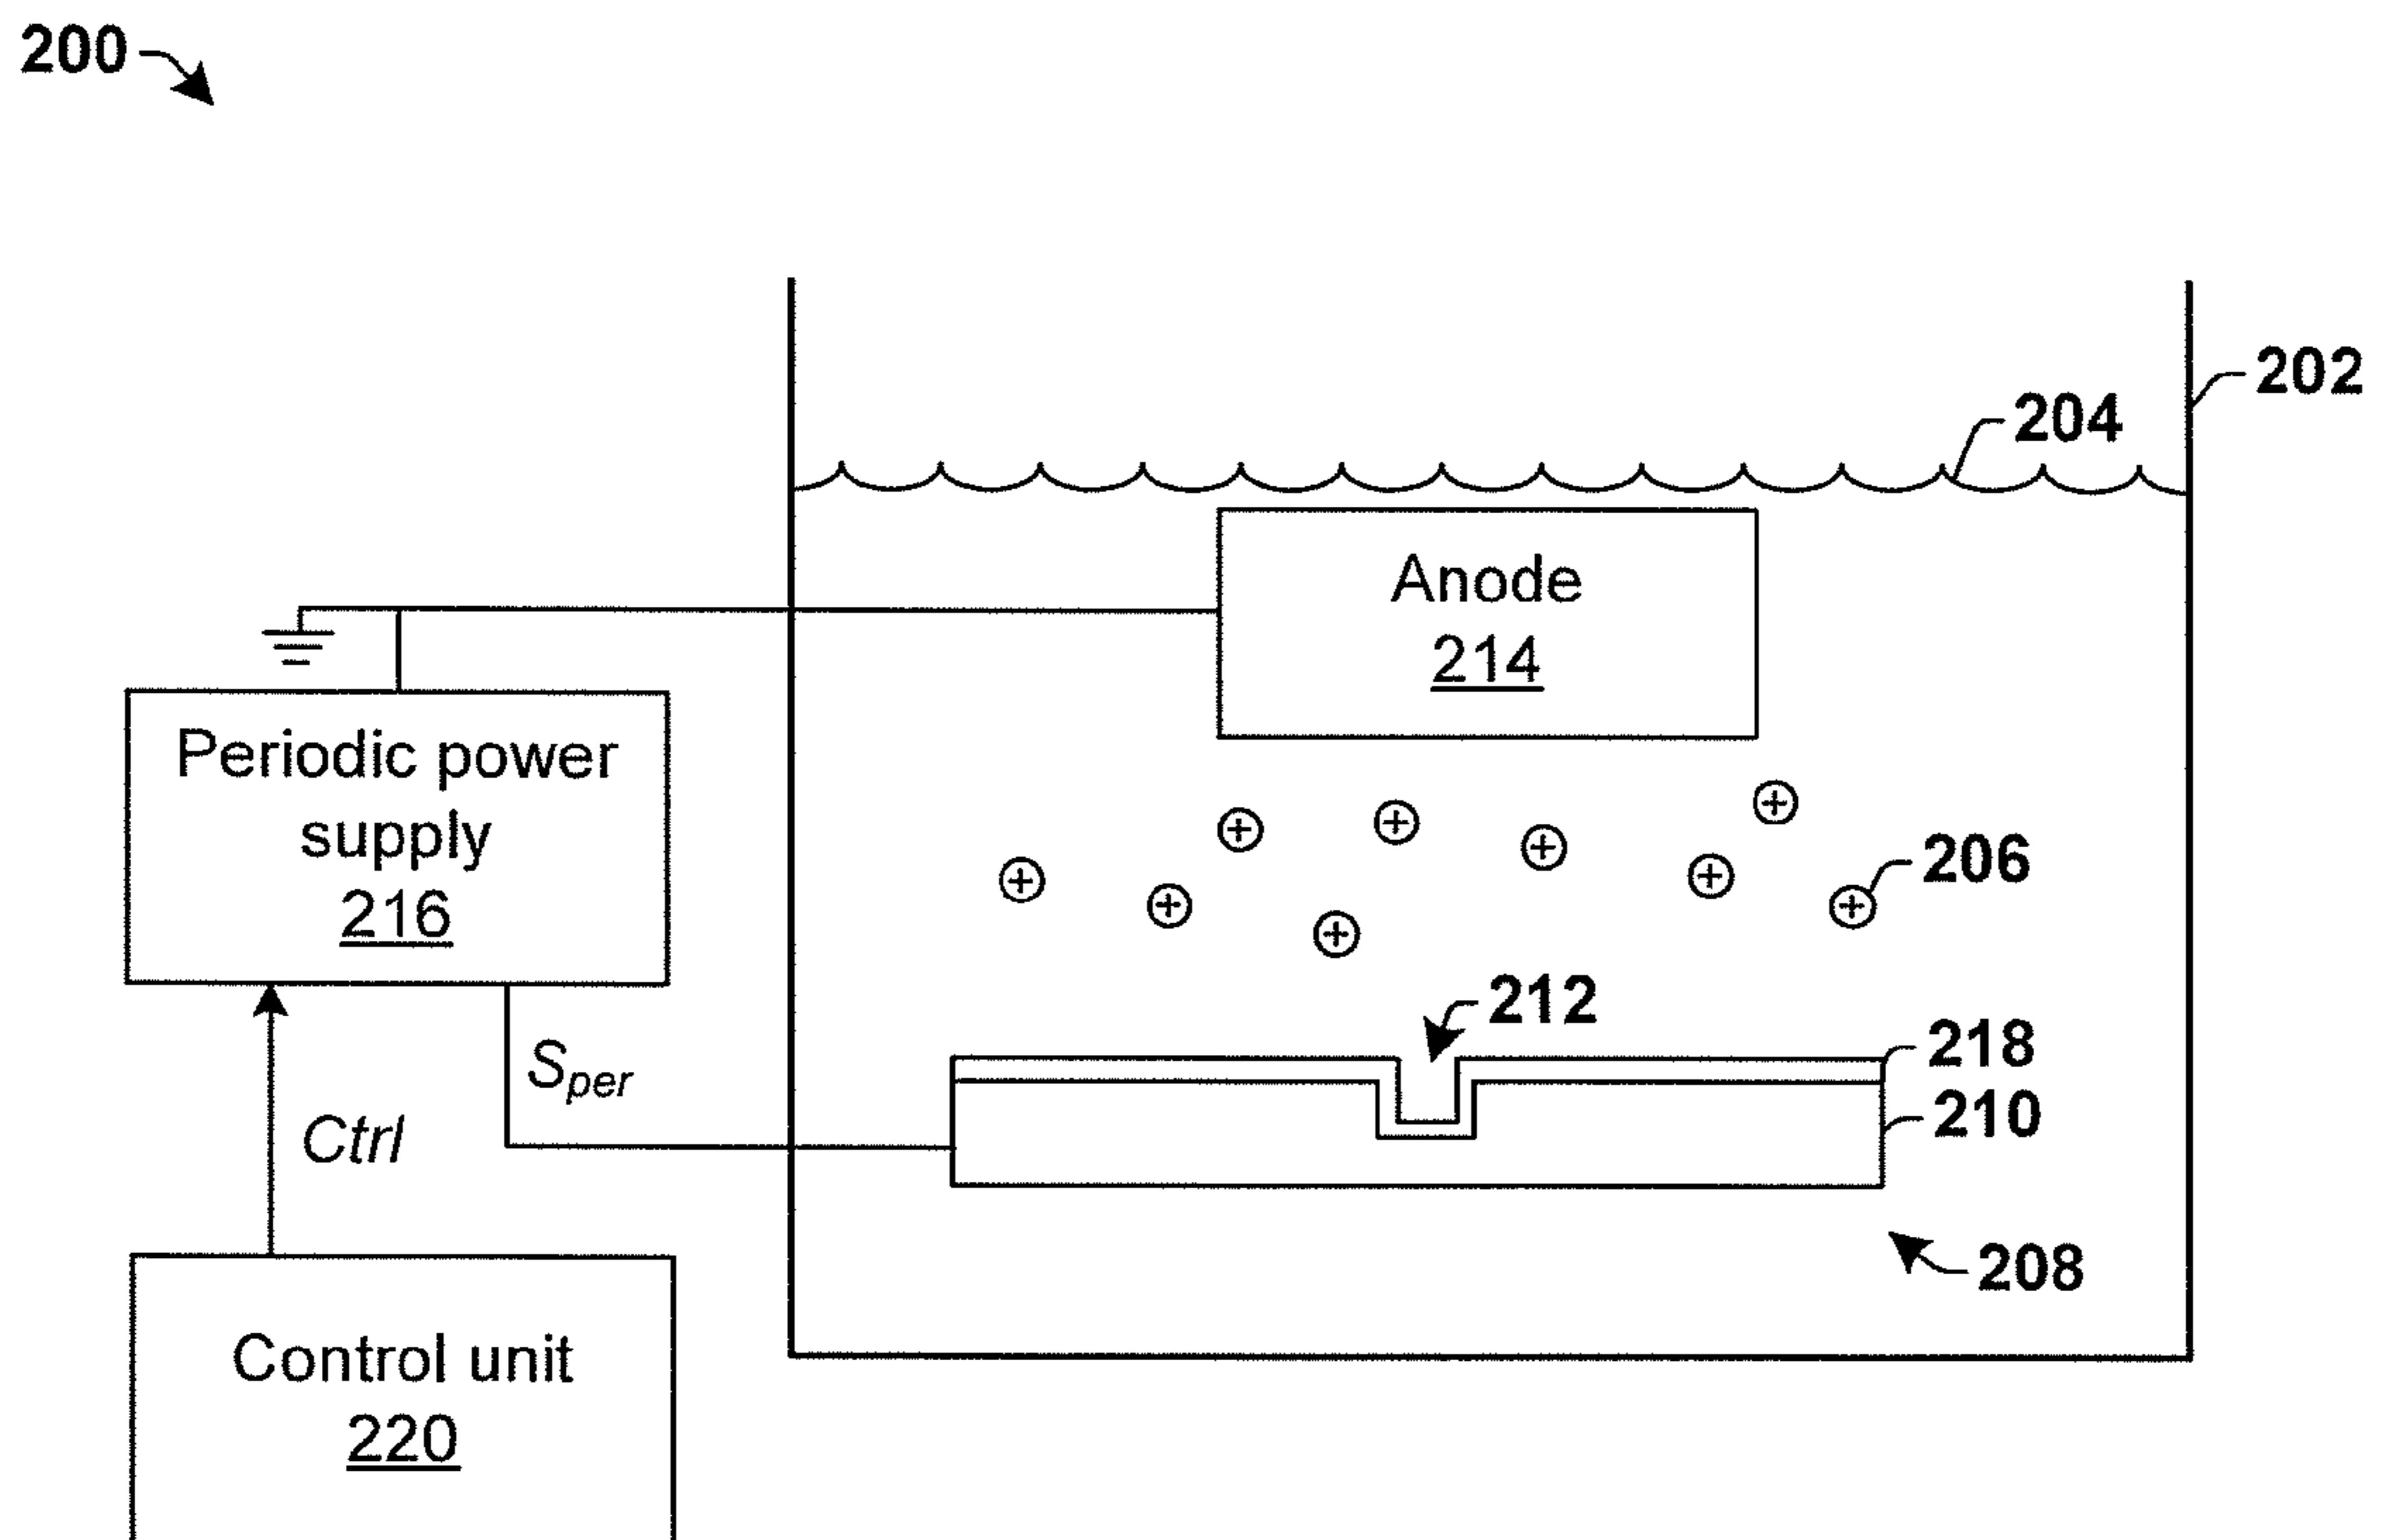 200
202
204
Anode
214
Periodic power
supply
216
206
212
218
210
Sper
Ctrl
208
Control unit
220